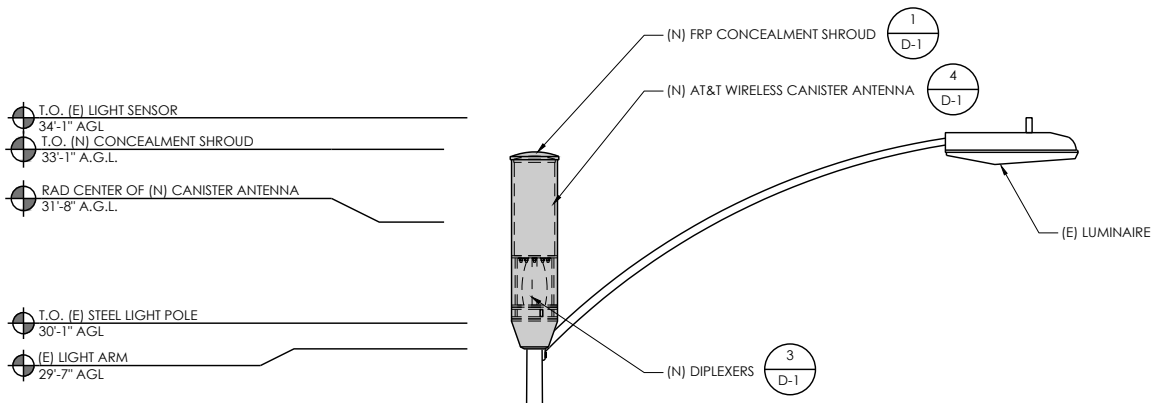 1
(N) FRP CONCEALMENT SHROUD
D-1
4
(N) AT&T WIRELESS CANISTER ANTENNA
D-1
T.O. (E) LIGHT SENSOR
34'-1" AGL
T.O. (N) CONCEALMENT SHROUD
33'-1" A.G.L.
RAD CENTER OF (N) CANISTER ANTENNA
31'-8" A.G.L.
(E) LUMINAIRE
T.O. (E) STEEL LIGHT POLE
30'-1" AGL
(E) LIGHT ARM
29'-7" AGL
3
(N) DIPLEXERS
D-1